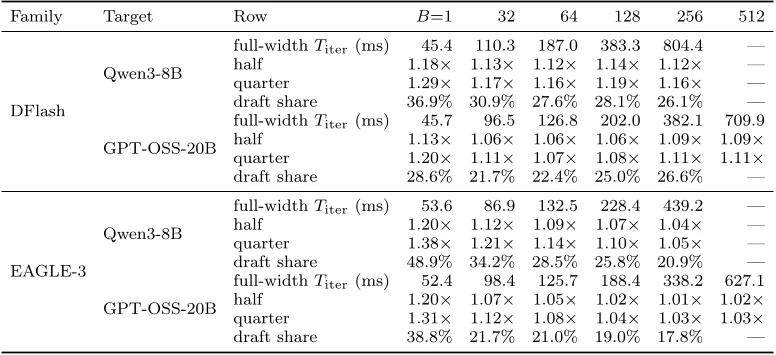 Family Target Row B=1 32 64 128 256 512
full-width T_iter (ms) 45.4 110.3 187.0 383.3 804.4 —
half 1.18× 1.13× 1.12× 1.14× 1.12× —
Qwen3-8B
quarter 1.29× 1.17× 1.16× 1.19× 1.16× —
draft share 36.9% 30.9% 27.6% 28.1% 26.1% —
DFlash
full-width T_iter (ms) 45.7 96.5 126.8 202.0 382.1 709.9
half 1.13× 1.06× 1.06× 1.06× 1.09× 1.09×
GPT-OSS-20B
quarter 1.20× 1.11× 1.07× 1.08× 1.11× 1.11×
draft share 28.6% 21.7% 22.4% 25.0% 26.6% —
full-width T_iter (ms) 53.6 86.9 132.5 228.4 439.2 —
half 1.20× 1.12× 1.09× 1.07× 1.04× —
Qwen3-8B
quarter 1.38× 1.21× 1.14× 1.10× 1.05× —
draft share 48.9% 34.2% 28.5% 25.8% 20.9% —
EAGLE-3
full-width T_iter (ms) 52.4 98.4 125.7 188.4 338.2 627.1
half 1.20× 1.07× 1.05× 1.02× 1.01× 1.02×
GPT-OSS-20B
quarter 1.31× 1.12× 1.08× 1.04× 1.03× 1.03×
draft share 38.8% 21.7% 21.0% 19.0% 17.8% —